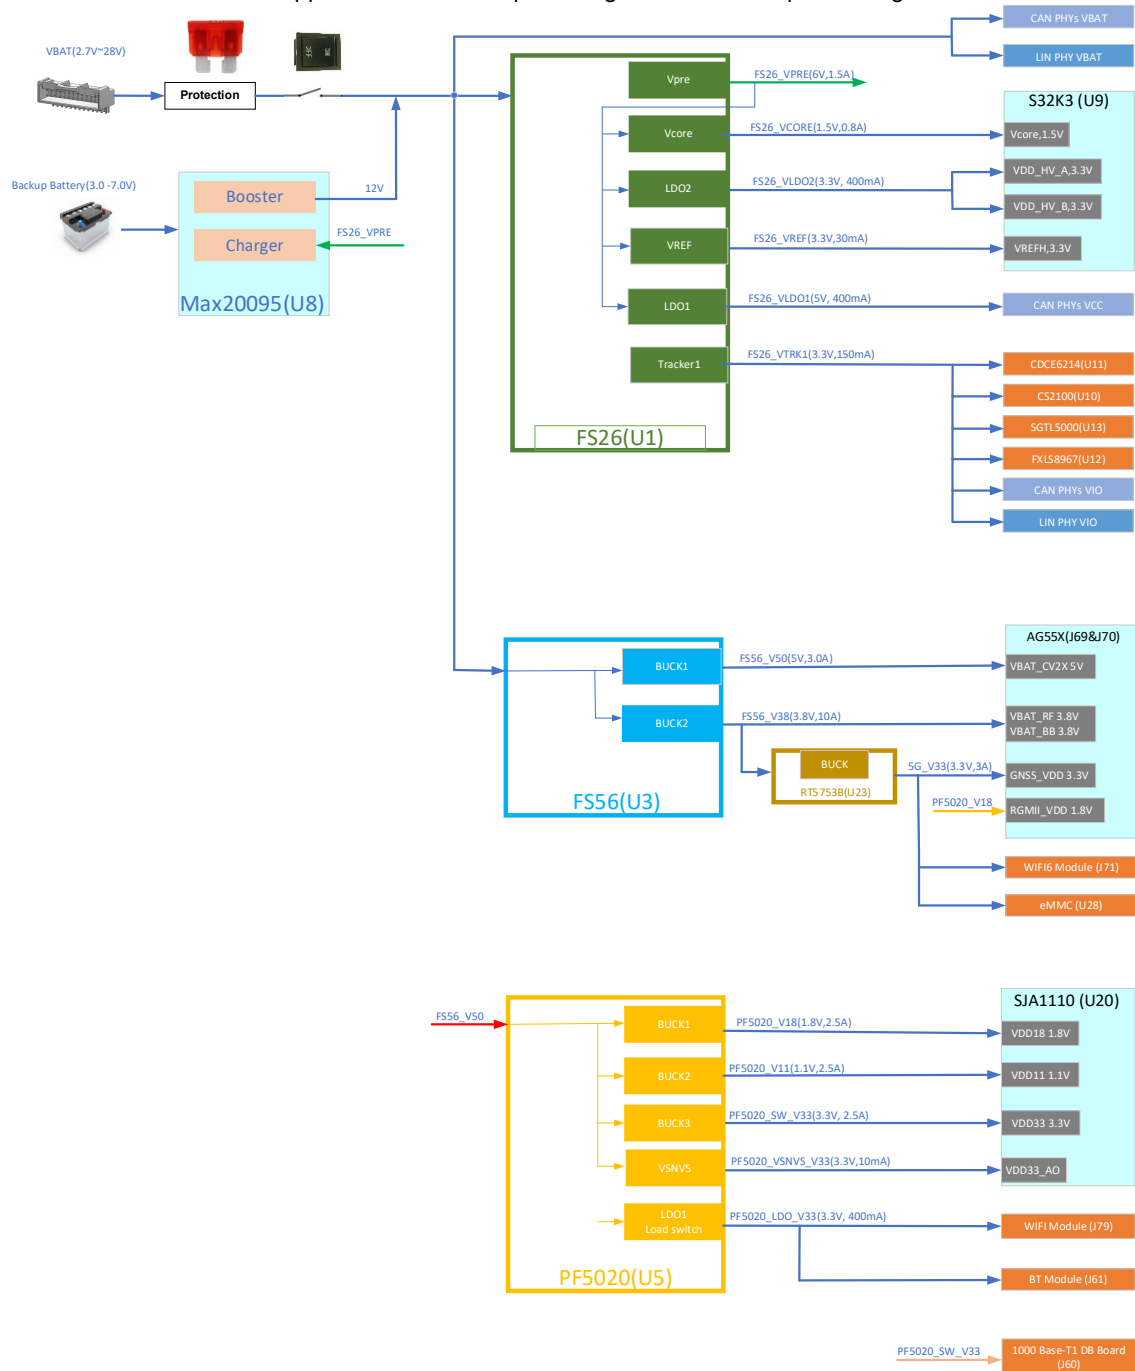 CAN PHYs VBAT
VBAT(2.7V~28V)
LIN PHY VBAT
Protection
FS26_VPRE(6V,1.5A)
Vpre
S32K3 (U9)
Vcore
FS26_VCORE(1.5V,0.8A)
Vcore,1.5V
VDD_HV_A,3.3V
Backup Battery(3.0 -7.0V)
Booster
12V
LDO2
FS26_VLDO2(3.3V, 400mA)
VDD_HV_B,3.3V
FS26_VPRE
Charger
VREF
FS26_VREF(3.3V,30mA)
VREFH,3.3V
Max20095(U8)
LDO1
FS26_VLDO1(5V, 400mA)
CAN PHYs VCC
Tracker1
FS26_VTRK1(3.3V,150mA)
CDCE6214(U11)
CS2100(U10)
SGTL5000(U13)
FS26(U1)
FXLS8967(U12)
CAN PHYs VIO
LIN PHY VIO
AG55X(J69&J70)
BUCK1
FS56_V50(5V,3.0A)
VBAT_CV2X 5V
BUCK2
FS56_V38(3.8V,10A)
VBAT_RF 3.8V
VBAT_BB 3.8V
BUCK
RT5753B(U23)
5G_V33(3.3V,3A)
GNSS_VDD 3.3V
FS56(U3)
PF5020_V18
RGMII_VDD 1.8V
WIFI6 Module (J71)
eMMC (U28)
SJA1110 (U20)
FS56_V50
BUCK1
PF5020_V18(1.8V,2.5A)
VDD18 1.8V
BUCK2
PF5020_V11(1.1V,2.5A)
VDD11 1.1V
BUCK3
PF5020_SW_V33(3.3V, 2.5A)
VDD33 3.3V
VSNVS
PF5020_VSNVS_V33(3.3V,10mA)
VDD33_AO
LDO1
Load switch
PF5020_LDO_V33(3.3V, 400mA)
WIFI Module (J79)
PF5020(U5)
BT Module (J61)
PF5020_SW_V33
1000 Base-T1 DB Board
(J60)